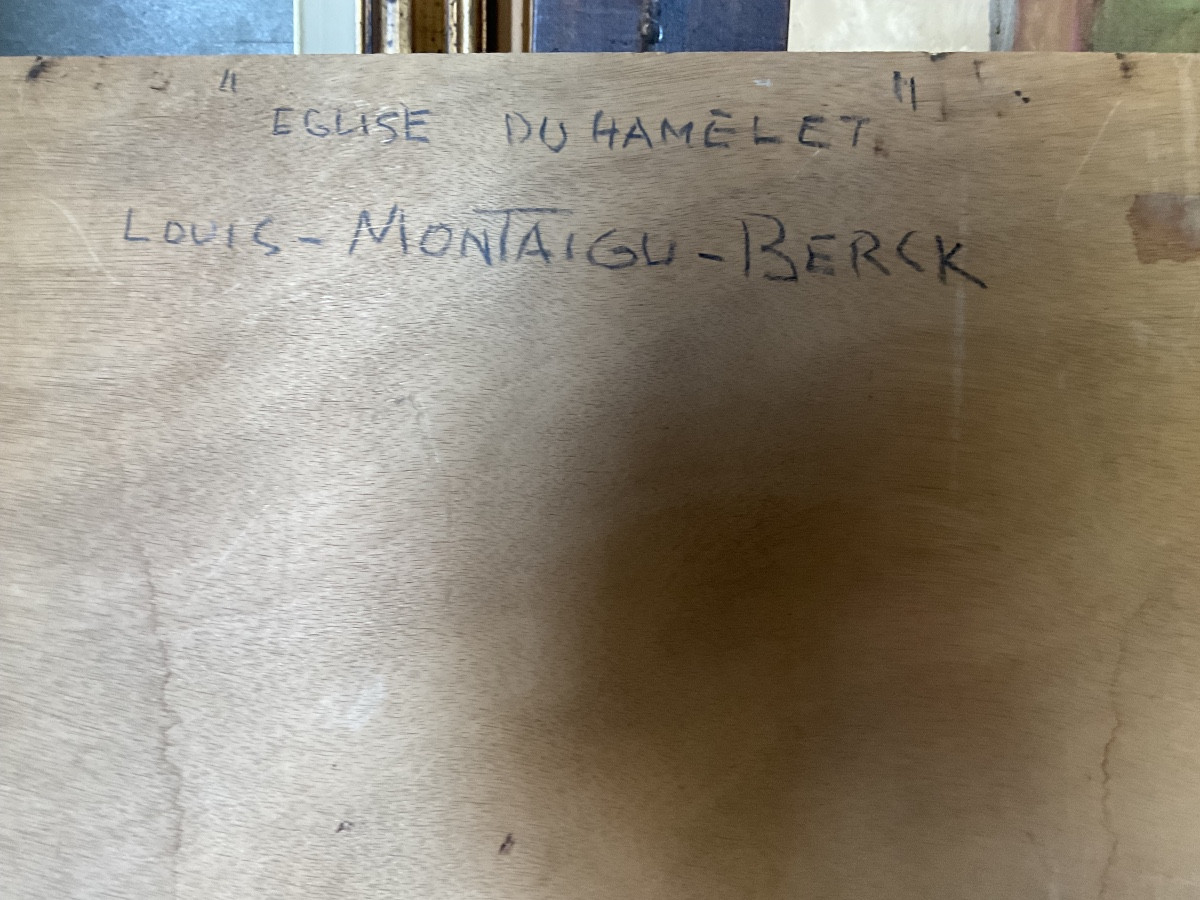 " EGLISE DU HAMELET "
LOUIS - MONTAIGU - BERCK